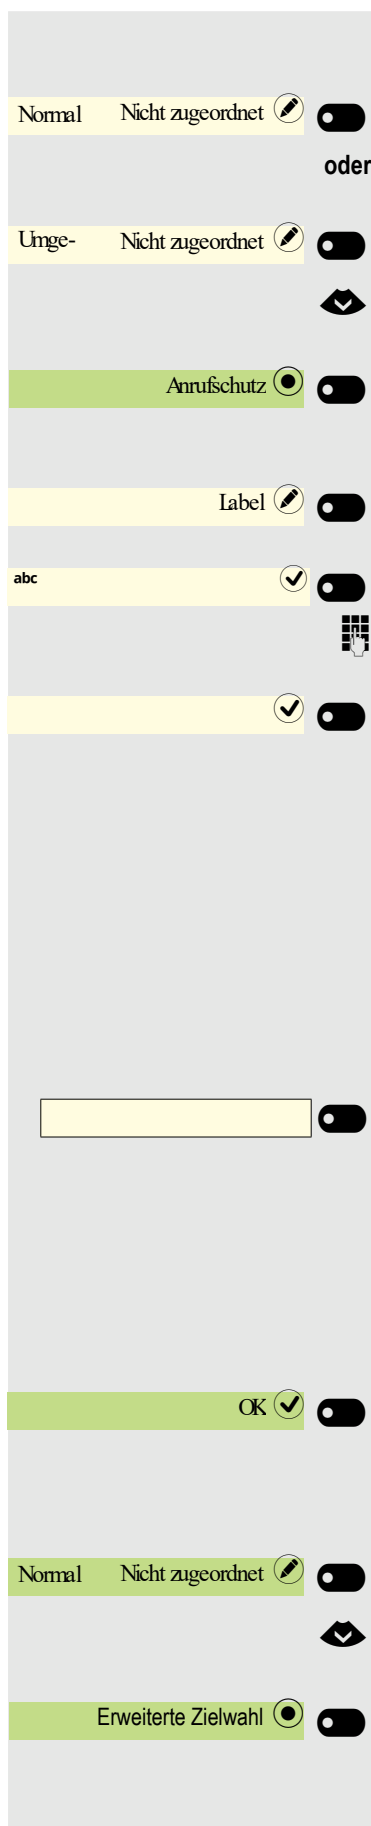 Normal Nicht zugeordnet
oder
Umge- Nicht zugeordnet
Anrufschutz
Label
abc
OK
Normal Nicht zugeordnet
Erweiterte Zielwahl